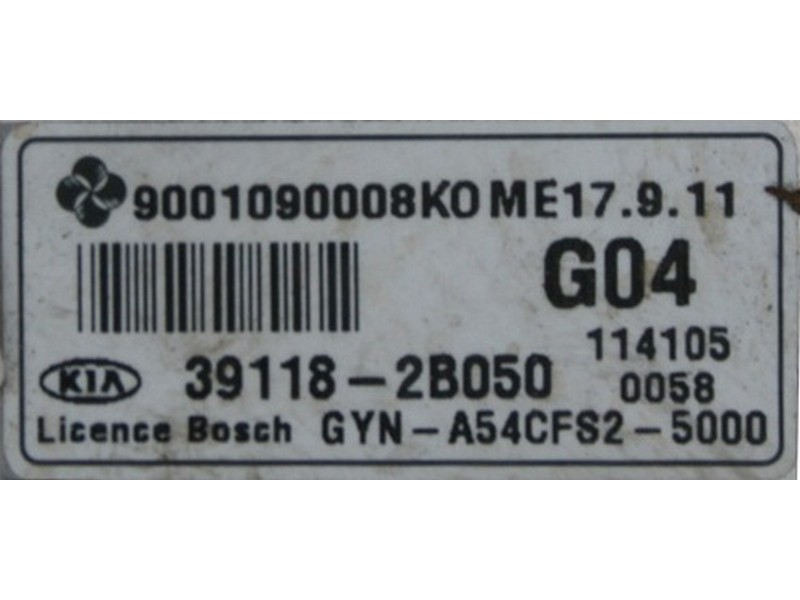 9001090008KO ME17.9.11
G04
114105
KIA 39118-2B050
0058
Licence Bosch GYN-A54CFS2-5000